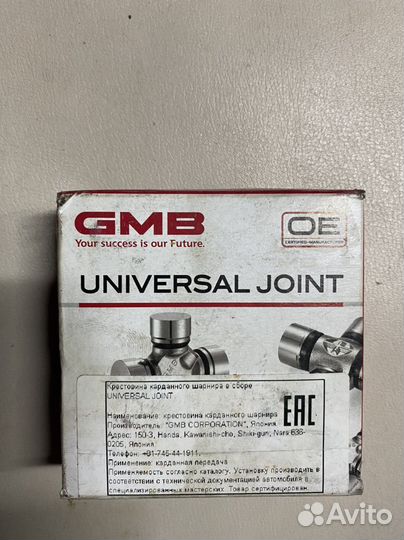 GMB
Your success is our Future.
OE
CERTIFIED-MANUFACTURER
UNIVERSAL JOINT
Крестовина карданного шарнира в сборе
UNIVERSAL JOINT
Наименование: крестовина карданного шарнира
Производитель: "GMB CORPORATION", Япония.
Адрес: 150-3, Handa, Kawanishi-cho, Shiki-gun, Nara 636-
0205, Япония
Телефон: +81-745-44-1911.
Применение: карданная передача
Применяемость согласно каталогу. Установку производить в
соответствии с технической документацией автомобиля в
специализированных мастерских. Товар сертифицирован.
EAC
Avito